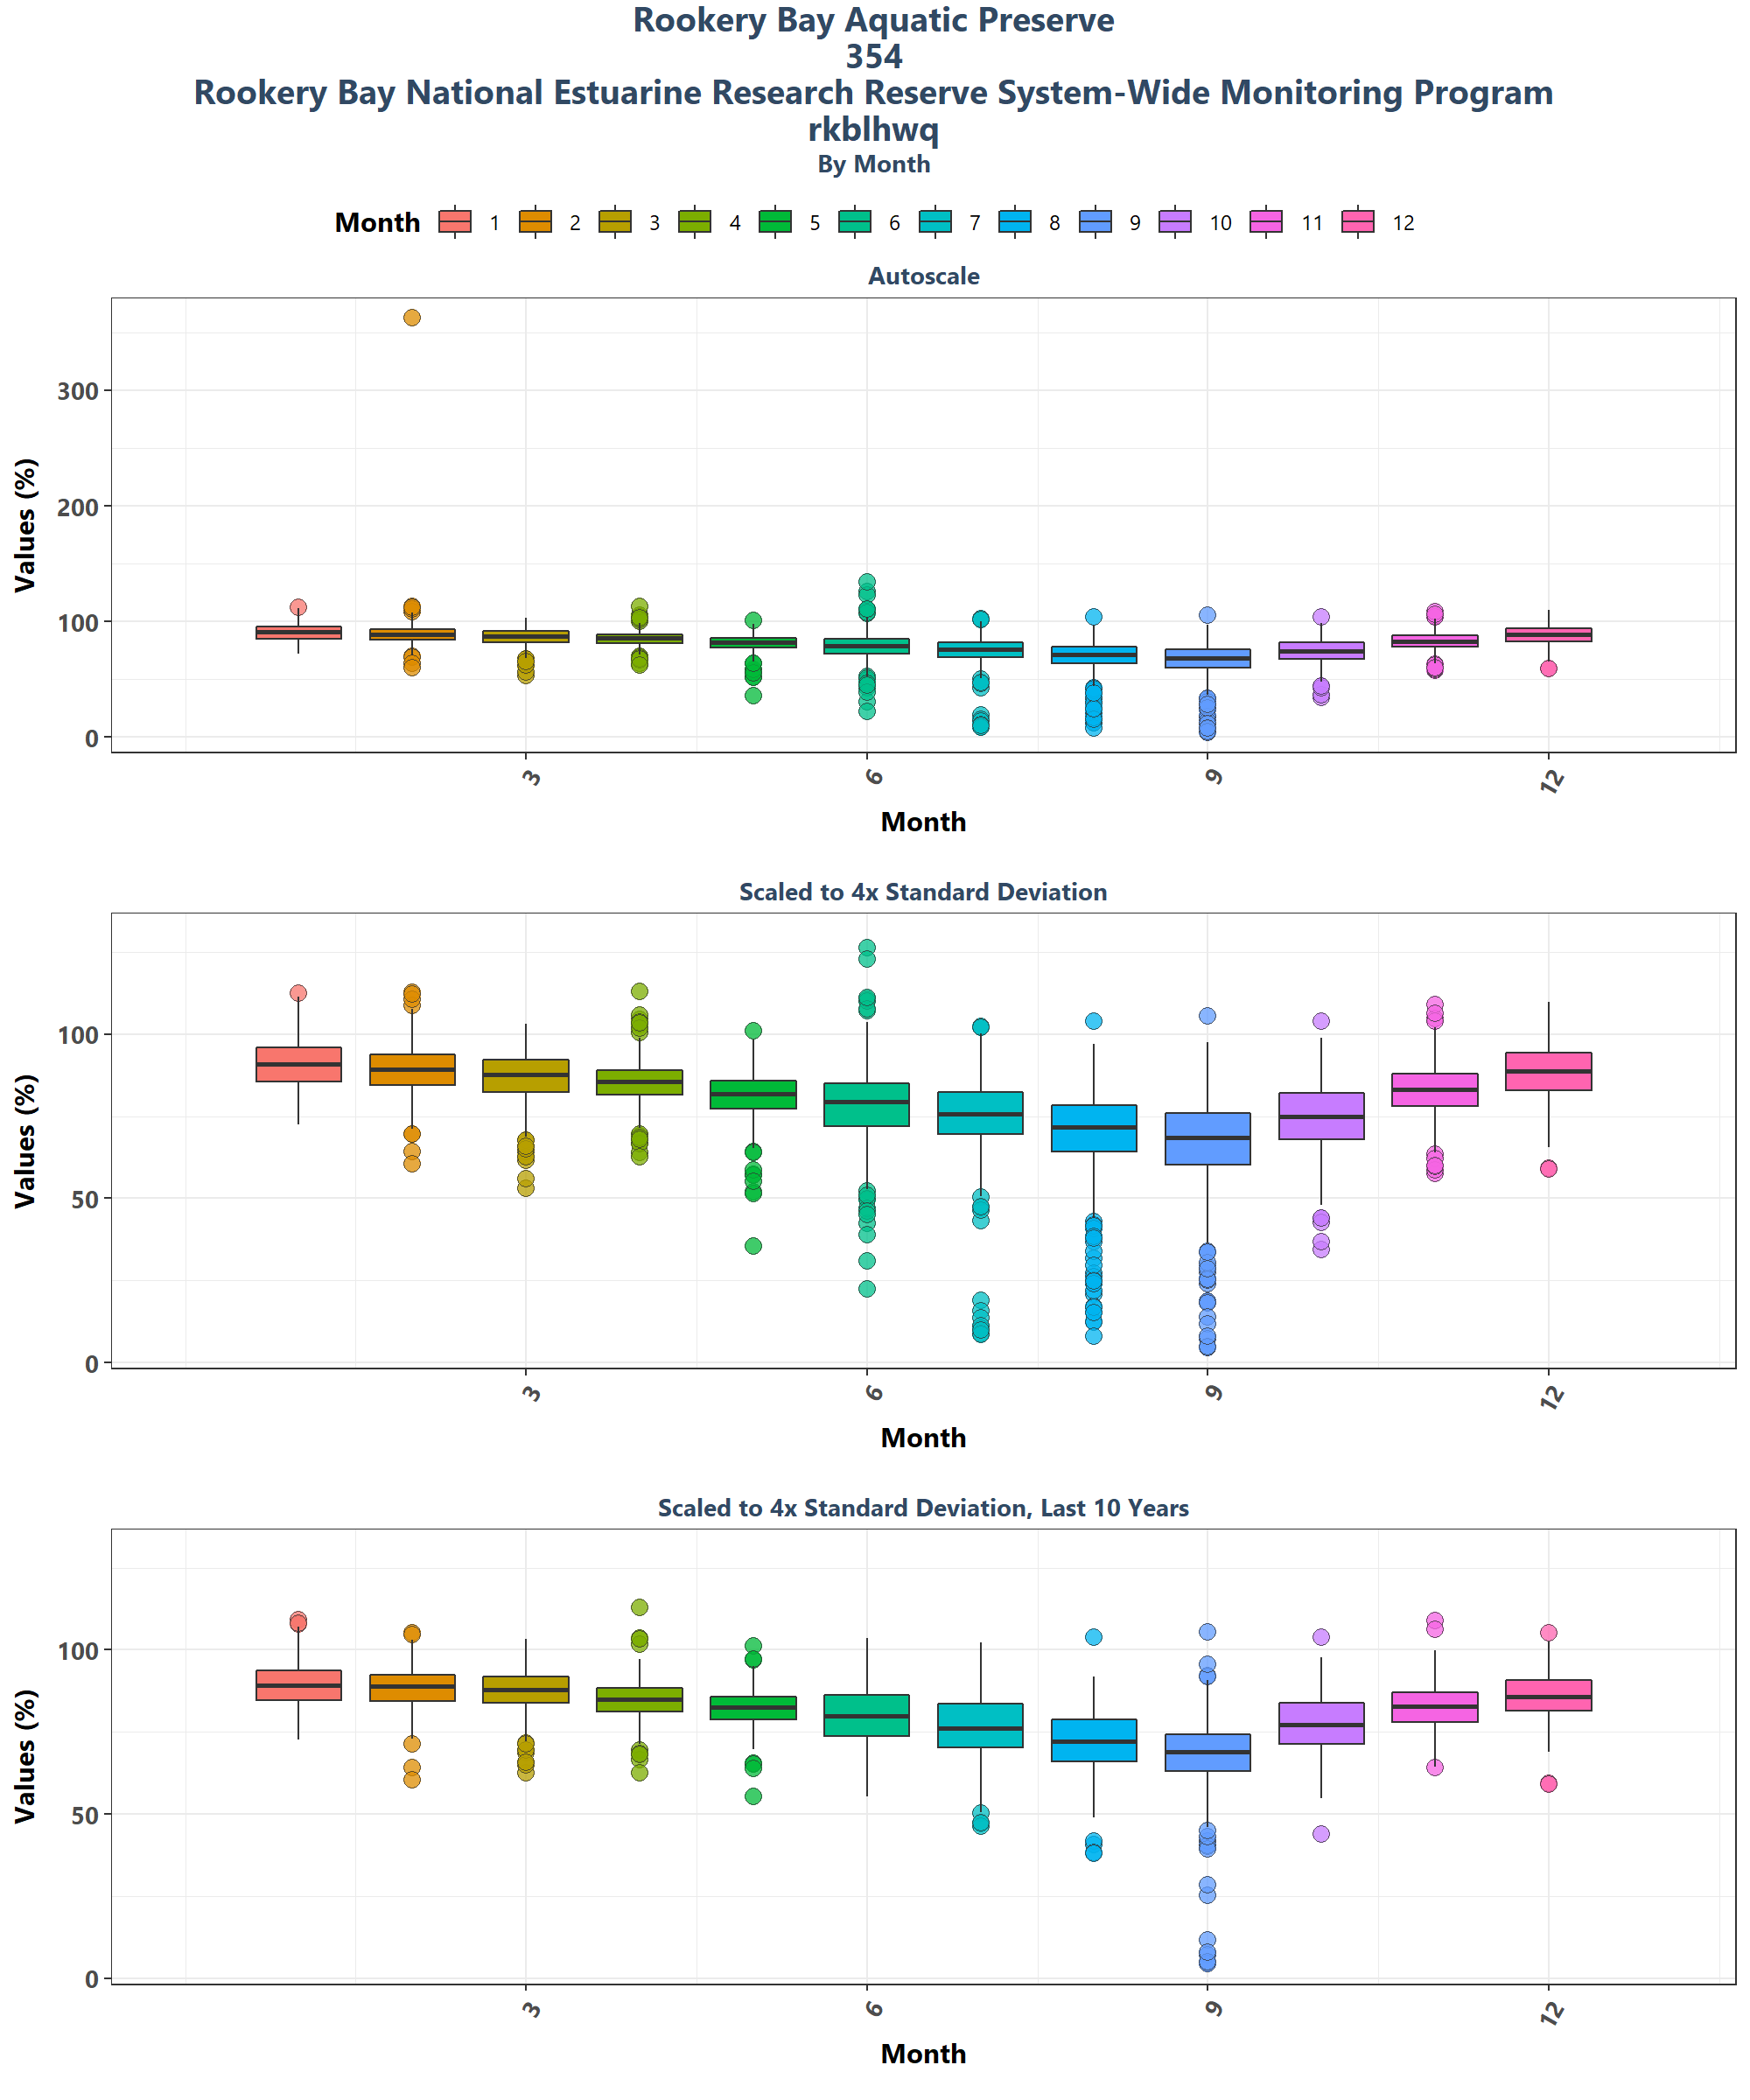 Rookery Bay Aquatic Preserve
354
Rookery Bay National Estuarine Research Reserve System-Wide Monitoring Program
rkblhwq
By Month
Month 1 2 3 4 5 6 7 8 9 10 11 12
Autoscale
Values (%)
300
200
100
0
3 6 9 12
Month
Scaled to 4x Standard Deviation
Values (%)
100
50
0
3 6 9 12
Month
Scaled to 4x Standard Deviation, Last 10 Years
Values (%)
100
50
0
3 6 9 12
Month